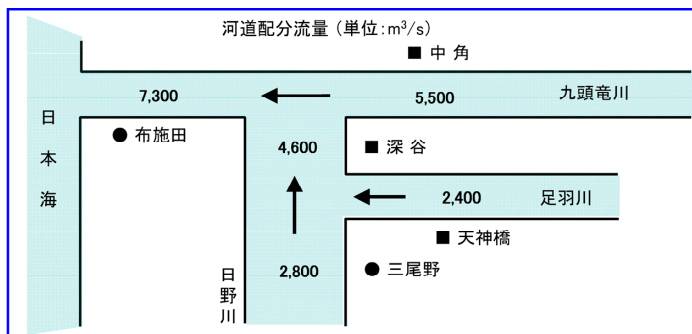 河道配分流量（単位：m³/s）
■ 中 角
7,300
5,500
九頭竜川
日本海
● 布施田
4,600
■ 深 谷
2,400
足羽川
■ 天神橋
日野川
2,800
● 三尾野